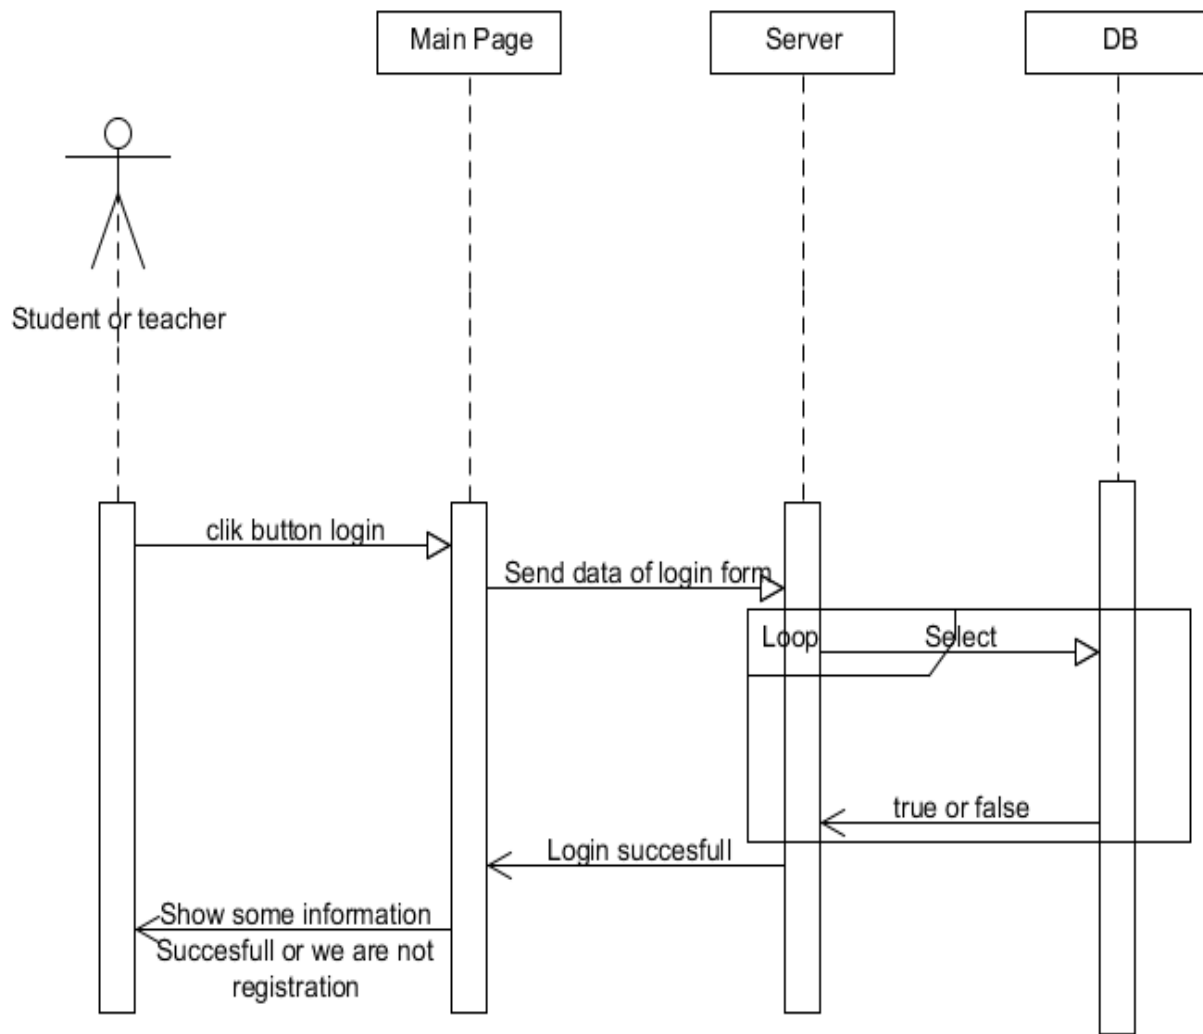 Main Page
Server
DB
Student or teacher
clik button login
Send data of login form
Loop
Select
true or false
Login succesfull
Show some information
Succesfull or we are not
registration